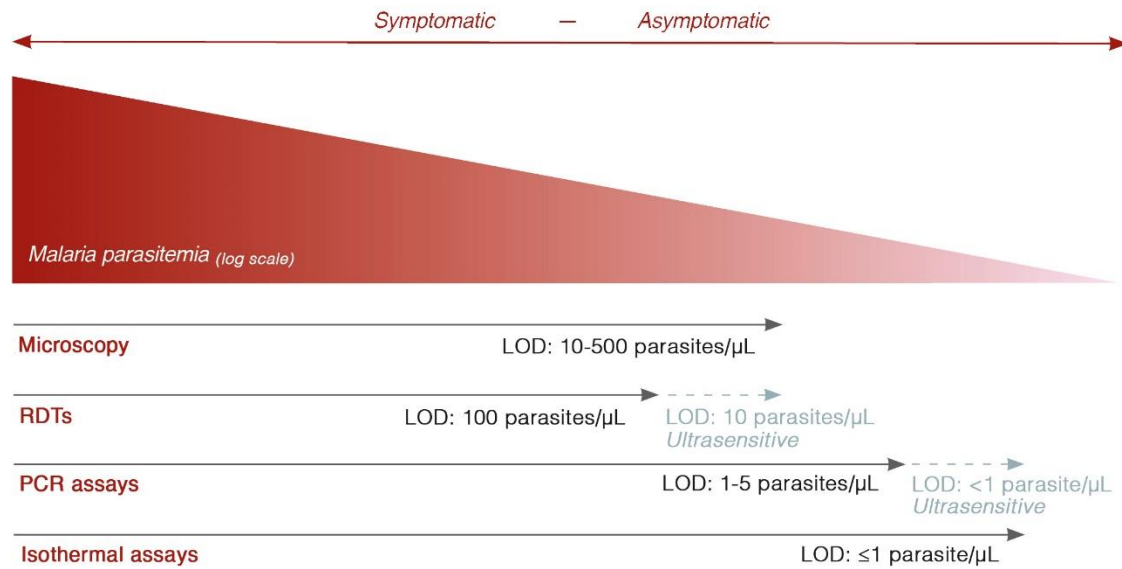 Symptomatic — Asymptomatic
Malaria parasitemia (log scale)
Microscopy
LOD: 10-500 parasites/µL
RDTs
LOD: 100 parasites/µL
LOD: 10 parasites/µL
Ultrasensitive
PCR assays
LOD: 1-5 parasites/µL
LOD: <1 parasite/µL
Ultrasensitive
Isothermal assays
LOD: ≤1 parasite/µL